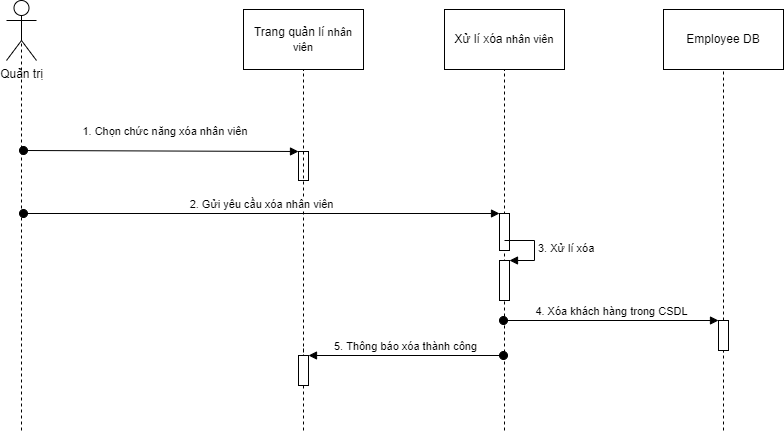 Quản trị
Trang quản lí nhân
viên
Xử lí xóa nhân viên
Employee DB
1. Chọn chức năng xóa nhân viên
2. Gửi yêu cầu xóa nhân viên
3. Xử lí xóa
4. Xóa khách hàng trong CSDL
5. Thông báo xóa thành công